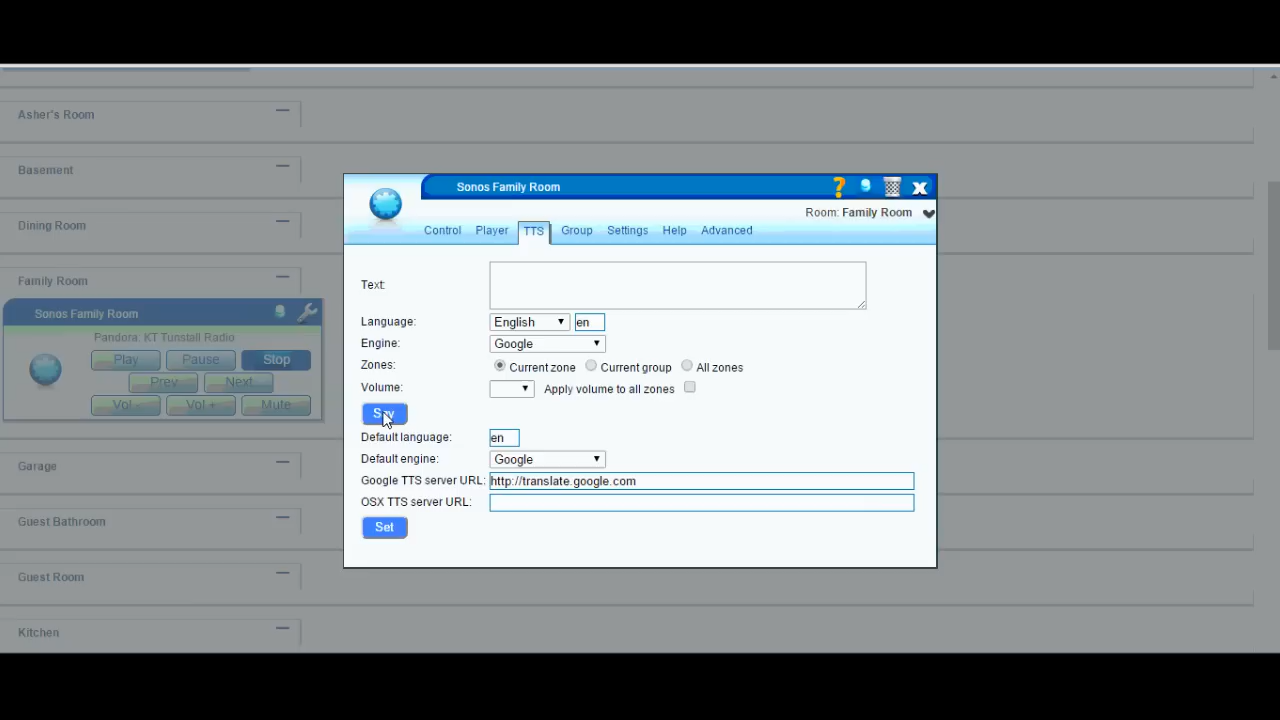 Asher's Room
Basement
Dining Room
Family Room
Sonos Family Room
Pandora: KT Tunstall Radio
Play Pause Stop
Prev Next
Vol - Vol + Mute
Garage
Guest Bathroom
Guest Room
Kitchen
Sonos Family Room
Room: Family Room
Control Player TTS Group Settings Help Advanced
Text:
Language: English en
Engine: Google
Zones: Current zone Current group All zones
Volume: Apply volume to all zones
Say
Default language: en
Default engine: Google
Google TTS server URL: http://translate.google.com
OSX TTS server URL:
Set